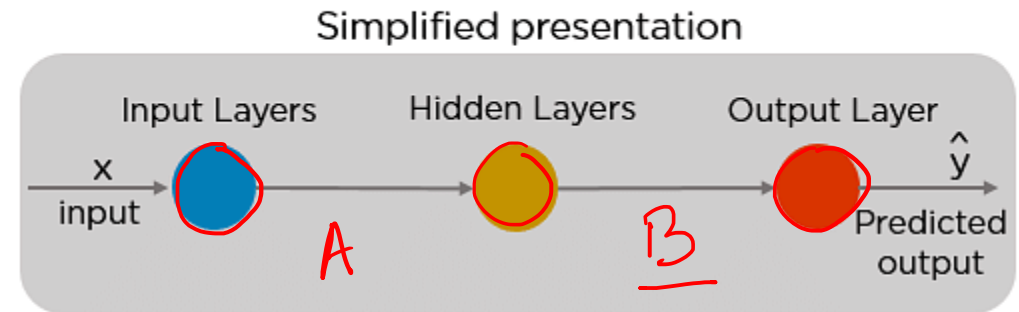 Simplified presentation
Input Layers Hidden Layers Output Layer
x ŷ
input Predicted
output
A B